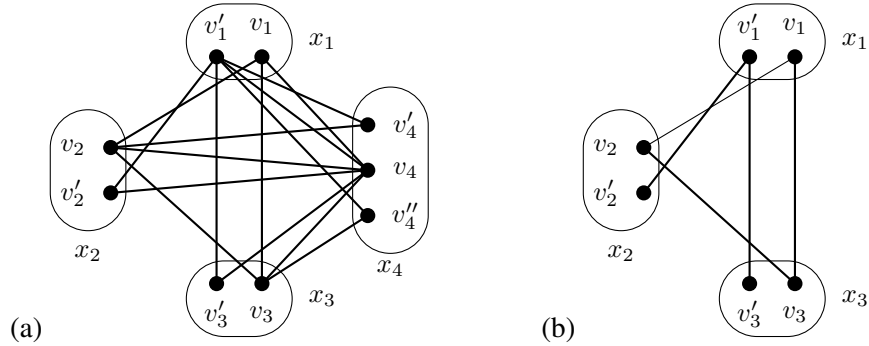 v′₁ v₁ x₁
v′₄
v₂
v₄
v′₂
v″₄
x₂
x₄
v′₃ v₃ x₃
(a)
v′₁ v₁ x₁
v₂
v′₂
x₂
v′₃ v₃ x₃
(b)